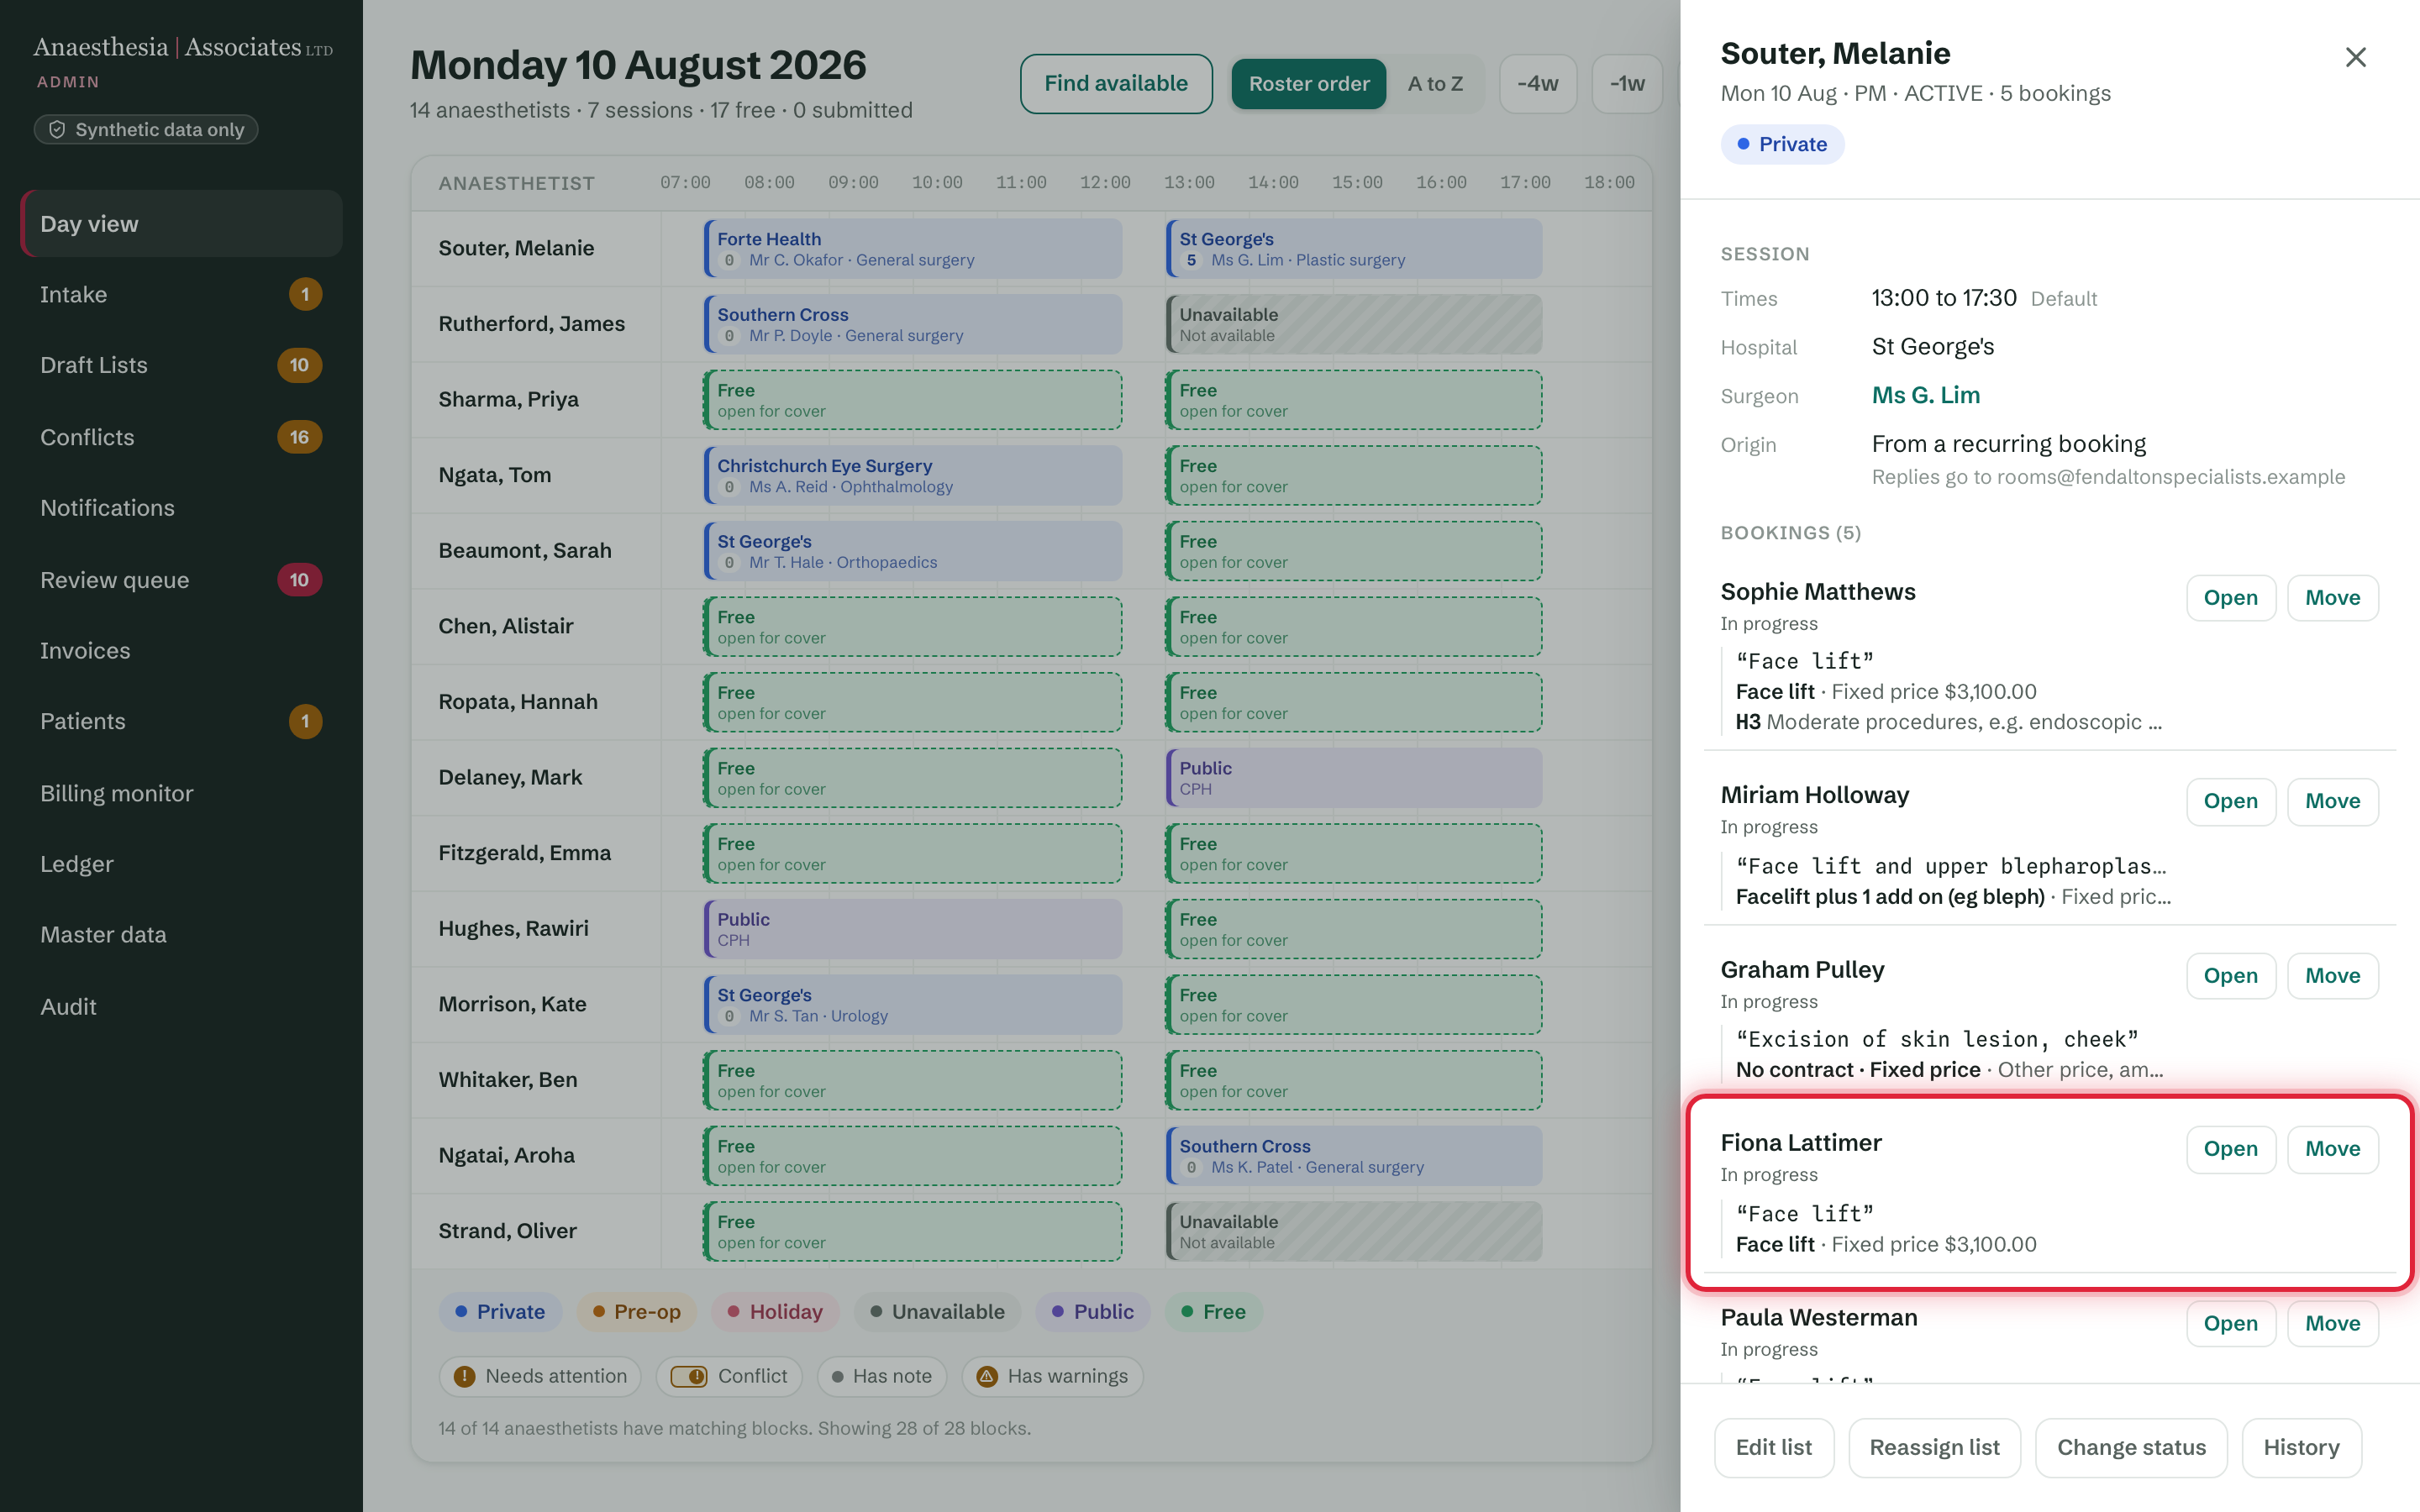 Anaesthesia | Associates LTD
ADMIN
Synthetic data only
Day view
Intake 1
Draft Lists 10
Conflicts 16
Notifications
Review queue 10
Invoices
Patients 1
Billing monitor
Ledger
Master data
Audit
Monday 10 August 2026
14 anaesthetists · 7 sessions · 17 free · 0 submitted
Find available
Roster order
A to Z
-4w
-1w
ANAESTHETIST 07:00 08:00 09:00 10:00 11:00 12:00 13:00 14:00 15:00 16:00 17:00 18:00
Souter, Melanie
Forte Health
0 Mr C. Okafor · General surgery
St George's
5 Ms G. Lim · Plastic surgery
Rutherford, James
Southern Cross
0 Mr P. Doyle · General surgery
Unavailable
Not available
Sharma, Priya
Free
open for cover
Free
open for cover
Ngata, Tom
Christchurch Eye Surgery
0 Ms A. Reid · Ophthalmology
Free
open for cover
Beaumont, Sarah
St George's
0 Mr T. Hale · Orthopaedics
Free
open for cover
Chen, Alistair
Free
open for cover
Free
open for cover
Ropata, Hannah
Free
open for cover
Free
open for cover
Delaney, Mark
Free
open for cover
Public
CPH
Fitzgerald, Emma
Free
open for cover
Free
open for cover
Hughes, Rawiri
Public
CPH
Free
open for cover
Morrison, Kate
St George's
0 Mr S. Tan · Urology
Free
open for cover
Whitaker, Ben
Free
open for cover
Free
open for cover
Ngatai, Aroha
Free
open for cover
Southern Cross
0 Ms K. Patel · General surgery
Strand, Oliver
Free
open for cover
Unavailable
Not available
Private
Pre-op
Holiday
Unavailable
Public
Free
Needs attention
Conflict
Has note
Has warnings
14 of 14 anaesthetists have matching blocks. Showing 28 of 28 blocks.
Souter, Melanie
Mon 10 Aug · PM · ACTIVE · 5 bookings
Private
SESSION
Times 13:00 to 17:30 Default
Hospital St George's
Surgeon Ms G. Lim
Origin From a recurring booking
Replies go to rooms@fendaltonspecialists.example
BOOKINGS (5)
Sophie Matthews
Open Move
In progress
“Face lift”
Face lift · Fixed price $3,100.00
H3 Moderate procedures, e.g. endoscopic ...
Miriam Holloway
Open Move
In progress
“Face lift and upper blepharoplas...
Facelift plus 1 add on (eg bleph) · Fixed pric...
Graham Pulley
Open Move
In progress
“Excision of skin lesion, cheek”
No contract · Fixed price · Other price, am...
Fiona Lattimer
Open Move
In progress
“Face lift”
Face lift · Fixed price $3,100.00
Paula Westerman
Open Move
In progress
Edit list
Reassign list
Change status
History